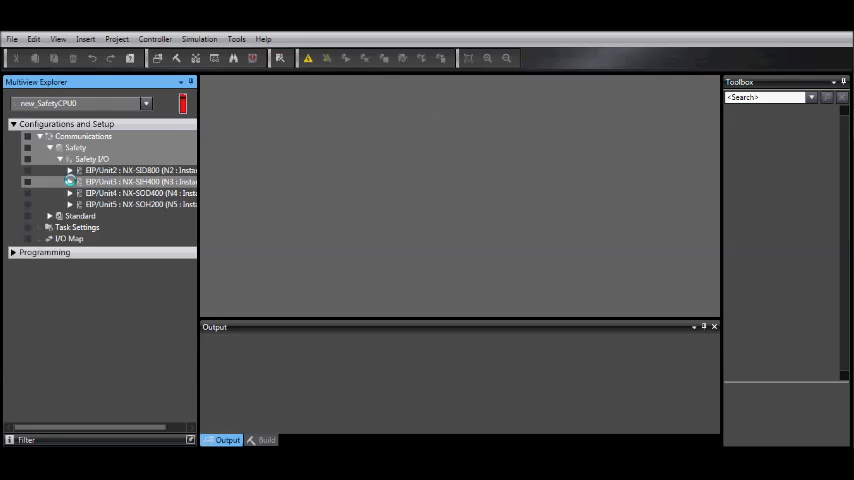 File Edit View Insert Project Controller Simulation Tools Help
Multiview Explorer
new_SafetyCPU0
Configurations and Setup
Communications
Safety
Safety I/O
EIP/Unit2 : NX-SID800 (N2 : Instan
EIP/Unit3 : NX-SIH400 (N3 : Instan
EIP/Unit4 : NX-SOD400 (N4 : Insta
EIP/Unit5 : NX-SOH200 (N5 : Insta
Standard
Task Settings
I/O Map
Programming
Filter
Output
Output Build
Toolbox
<Search>